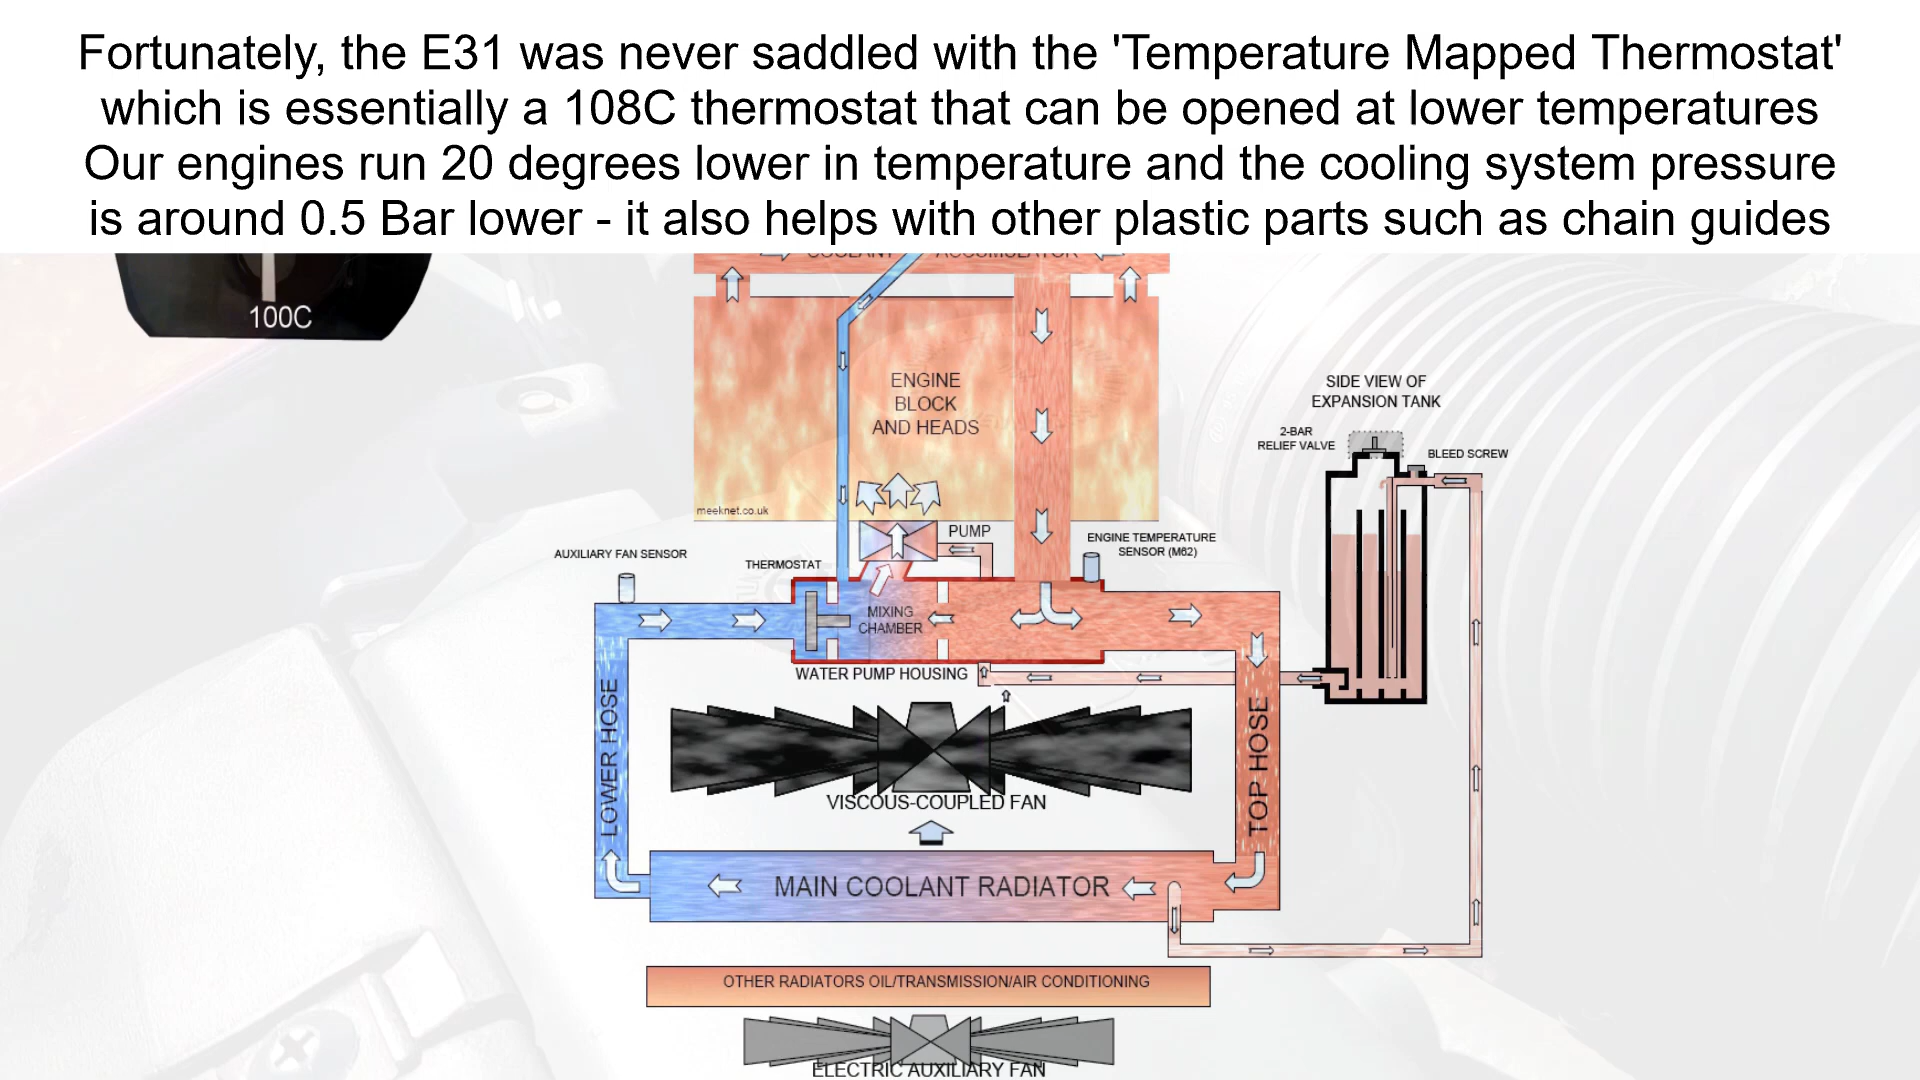 Fortunately, the E31 was never saddled with the 'Temperature Mapped Thermostat'
which is essentially a 108C thermostat that can be opened at lower temperatures
Our engines run 20 degrees lower in temperature and the cooling system pressure
is around 0.5 Bar lower - it also helps with other plastic parts such as chain guides
COOLANT ACCUMULATOR
100C
ENGINE
BLOCK
AND HEADS
SIDE VIEW OF
EXPANSION TANK
2-BAR
RELIEF VALVE
BLEED SCREW
meeknet.co.uk
PUMP
ENGINE TEMPERATURE
SENSOR (M62)
AUXILIARY FAN SENSOR
THERMOSTAT
MIXING
CHAMBER
WATER PUMP HOUSING
LOWER HOSE
TOP HOSE
VISCOUS-COUPLED FAN
MAIN COOLANT RADIATOR
OTHER RADIATORS OIL/TRANSMISSION/AIR CONDITIONING
ELECTRIC AUXILIARY FAN